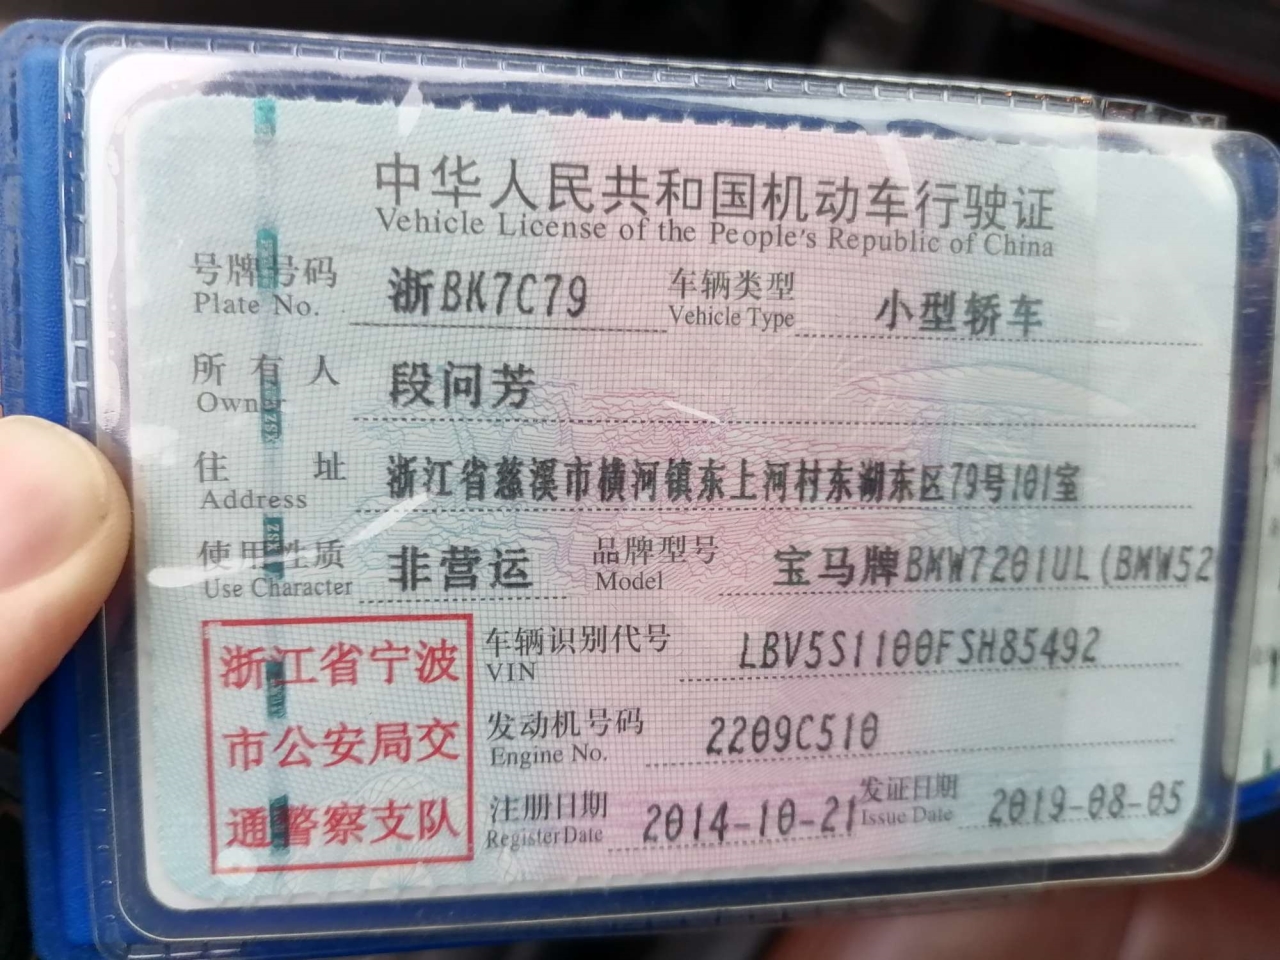 中华人民共和国机动车行驶证
Vehicle License of the People's Republic of China
号牌号码 浙BK7C79 车辆类型 小型轿车
Plate No. Vehicle Type
所有人 段问芳
Owner
住址 浙江省慈溪市横河镇东上河村东湖东区79号101室
Address
使用性质 非营运 品牌型号 宝马牌BMW7201UL(BMW52
Use Character Model
浙江省宁波
市公安局交
通警察支队
车辆识别代号 LBV5S1100FSH85492
VIN
发动机号码 2209C510
Engine No.
注册日期 2014-10-21 发证日期 2019-08-05
Register Date Issue Date